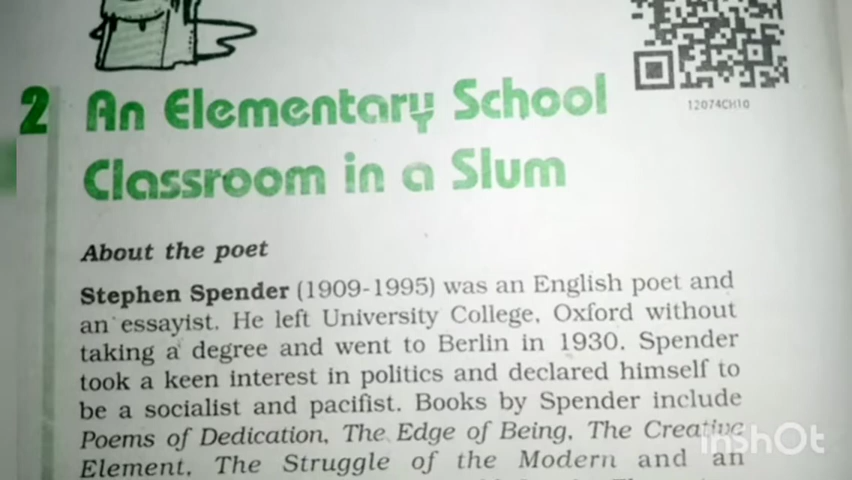 12074CH10
2 An Elementary School
Classroom in a Slum
About the poet
Stephen Spender (1909-1995) was an English poet and
an essayist. He left University College, Oxford without
taking a degree and went to Berlin in 1930. Spender
took a keen interest in politics and declared himself to
be a socialist and pacifist. Books by Spender include
Poems of Dedication, The Edge of Being, The Creative
Element, The Struggle of the Modern and an
InshOt